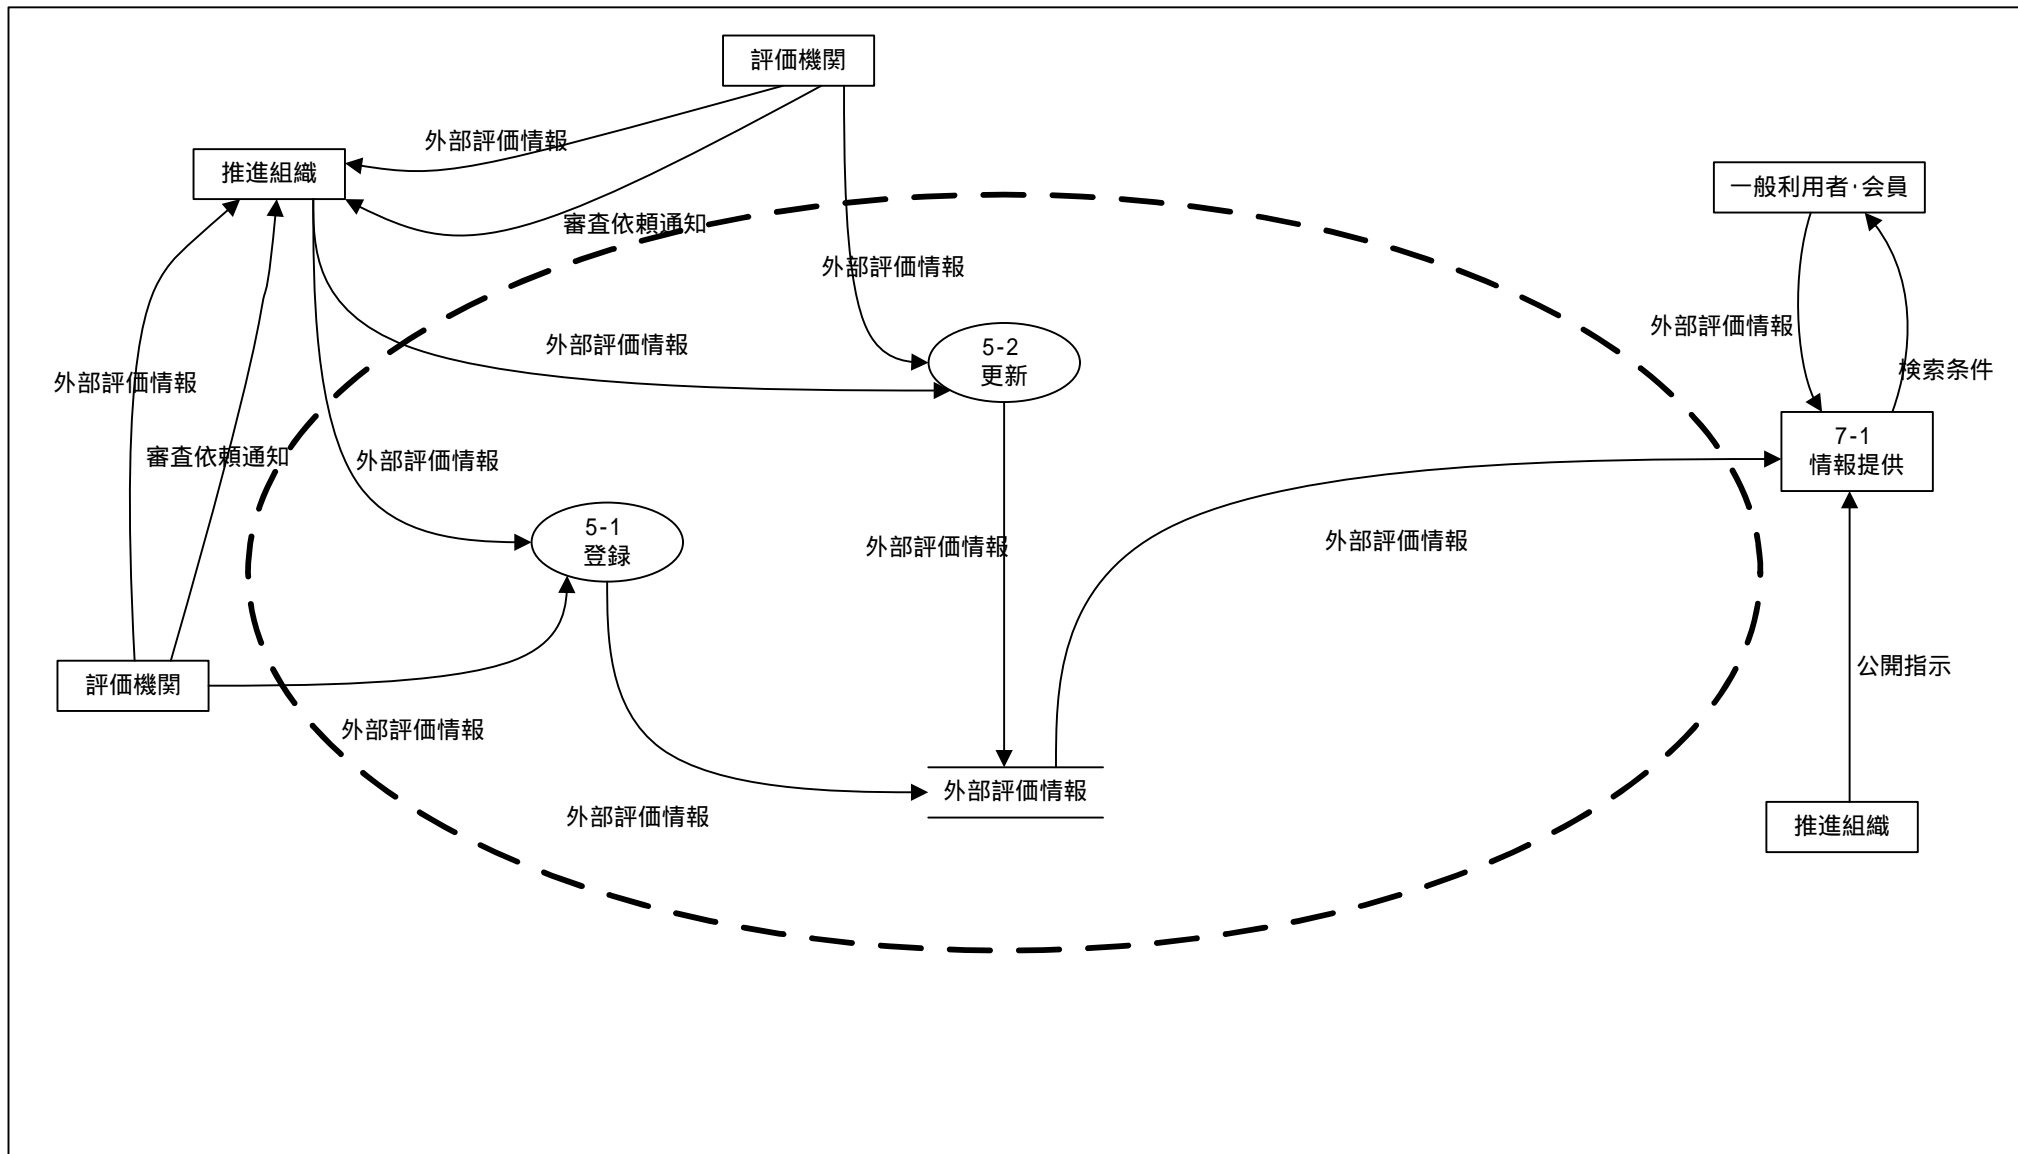 評価機関
外部評価情報
推進組織
一般利用者・会員
審査依頼通知
外部評価情報
外部評価情報
外部評価情報
5-2
更新
検索条件
外部評価情報
7-1
情報提供
審査依頼通知
外部評価情報
5-1
登録
外部評価情報
外部評価情報
公開指示
評価機関
外部評価情報
外部評価情報
外部評価情報
推進組織